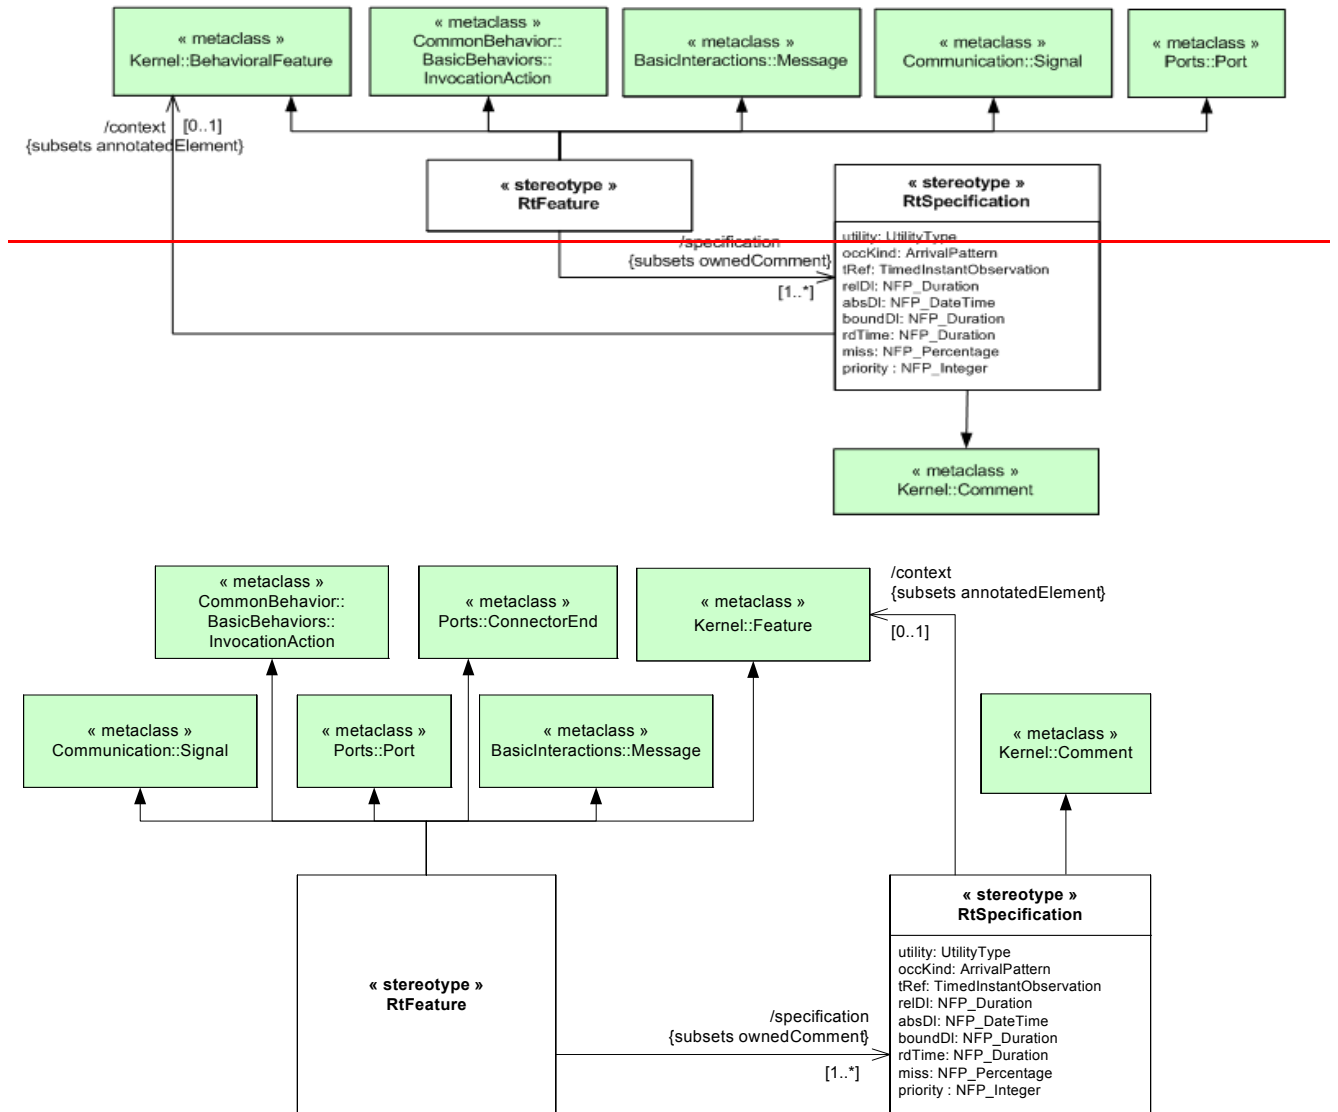 « metaclass »
Kernel::BehavioralFeature
« metaclass »
CommonBehavior::
BasicBehaviors::
InvocationAction
« metaclass »
BasicInteractions::Message
« metaclass »
Communication::Signal
« metaclass »
Ports::Port
/context [0..1]
{subsets annotatedElement}
« stereotype »
RtFeature
« stereotype »
RtSpecification
/specification
{subsets ownedComment}
[1..*]
utility: UtilityType
occKind: ArrivalPattern
tRef: TimedInstantObservation
relDl: NFP_Duration
absDl: NFP_DateTime
boundDl: NFP_Duration
rdTime: NFP_Duration
miss: NFP_Percentage
priority : NFP_Integer
« metaclass »
Kernel::Comment
« metaclass »
CommonBehavior::
BasicBehaviors::
InvocationAction
« metaclass »
Ports::ConnectorEnd
« metaclass »
Kernel::Feature
/context
{subsets annotatedElement}
[0..1]
« metaclass »
Communication::Signal
« metaclass »
Ports::Port
« metaclass »
BasicInteractions::Message
« metaclass »
Kernel::Comment
« stereotype »
RtFeature
/specification
{subsets ownedComment}
[1..*]
« stereotype »
RtSpecification
utility: UtilityType
occKind: ArrivalPattern
tRef: TimedInstantObservation
relDl: NFP_Duration
absDl: NFP_DateTime
boundDl: NFP_Duration
rdTime: NFP_Duration
miss: NFP_Percentage
priority : NFP_Integer